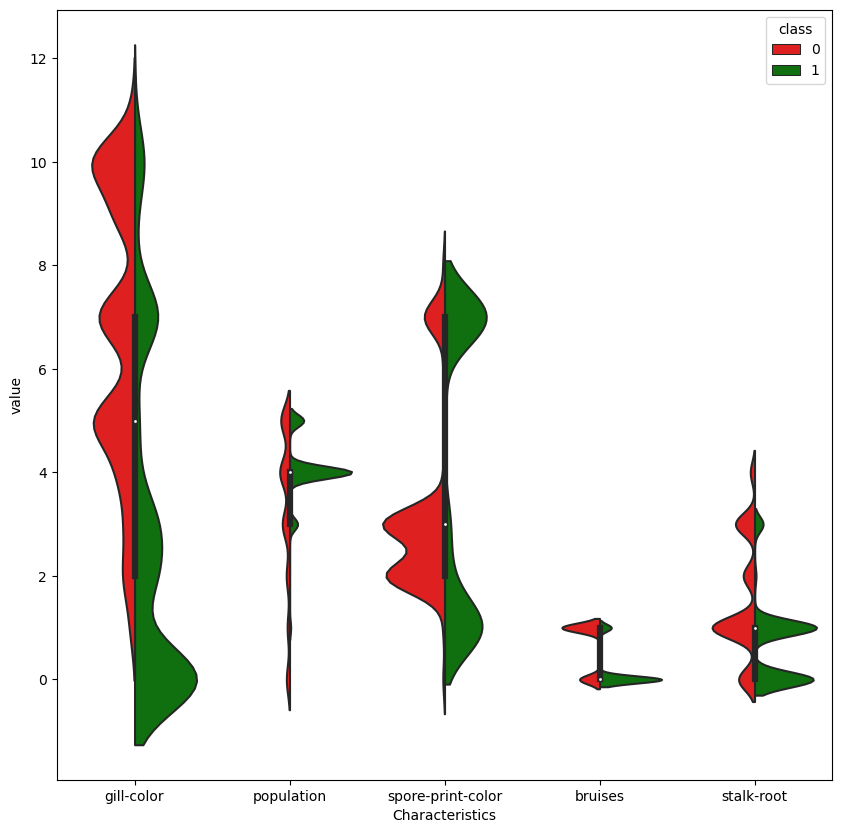 class
0
1
12
10
8
6
4
2
0
value
gill-color population spore-print-color bruises stalk-root
Characteristics